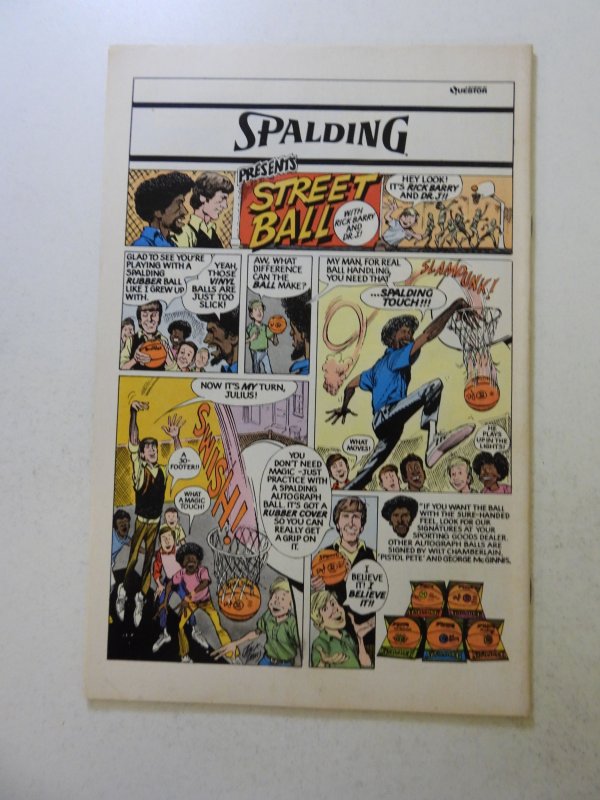 QUESTOR
SPALDING
PRESENTS
STREET
BALL
WITH
RICK BARRY
AND
DR. J!
HEY LOOK!
IT'S RICK BARRY
AND DR. J!!
GLAD TO SEE YOU'RE
PLAYING WITH A
SPALDING
RUBBER BALL
LIKE I GREW UP
WITH.
YEAH,
THOSE
VINYL
BALLS ARE
JUST TOO
SLICK!
AW, WHAT
DIFFERENCE
CAN THE
BALL MAKE?
MY MAN, FOR REAL
BALL HANDLING,
YOU NEED THAT
...SPALDING
TOUCH!!!
SLAM DUNK!
WHAT
MOVES!
HE
PLAYS
UP IN THE
LIGHTS!
NOW IT'S MY TURN,
JULIUS!
A
30-
FOOTER!!
WHAT
A MAGIC
TOUCH!
SWISH!
YOU
DON'T NEED
MAGIC-JUST
PRACTICE WITH
A SPALDING
AUTOGRAPH
BALL. IT'S GOT A
RUBBER COVER
SO YOU CAN
REALLY GET
A GRIP ON
IT.
I
BELIEVE
IT! I
BELIEVE
IT!!
"IF YOU WANT THE BALL
WITH THE SURE-HANDED
FEEL, LOOK FOR OUR
SIGNATURES AT YOUR
SPORTING GOODS DEALER.
OTHER AUTOGRAPH BALLS ARE
SIGNED BY WILT CHAMBERLAIN,
"PISTOL PETE" AND GEORGE McGINNIS.